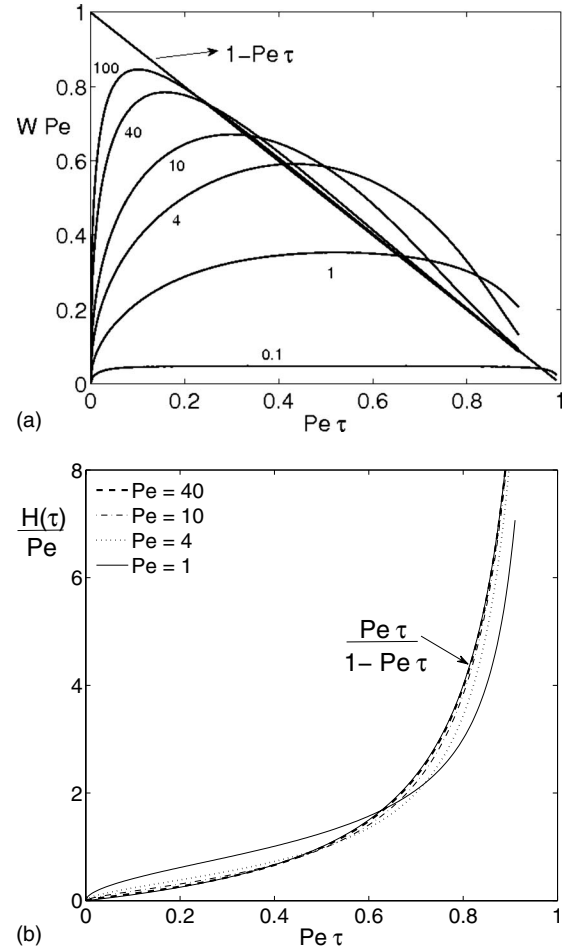 1
1−Pe τ
100
0.8
W Pe
40
0.6
10
4
0.4
1
0.2
0.1
0
0 0.2 0.4 0.6 0.8 1
Pe τ
(a)
8
H(τ)
Pe
Pe = 40
Pe = 10
Pe = 4
Pe = 1
6
Pe τ
1− Pe τ
4
2
0
0 0.2 0.4 0.6 0.8 1
Pe τ
(b)